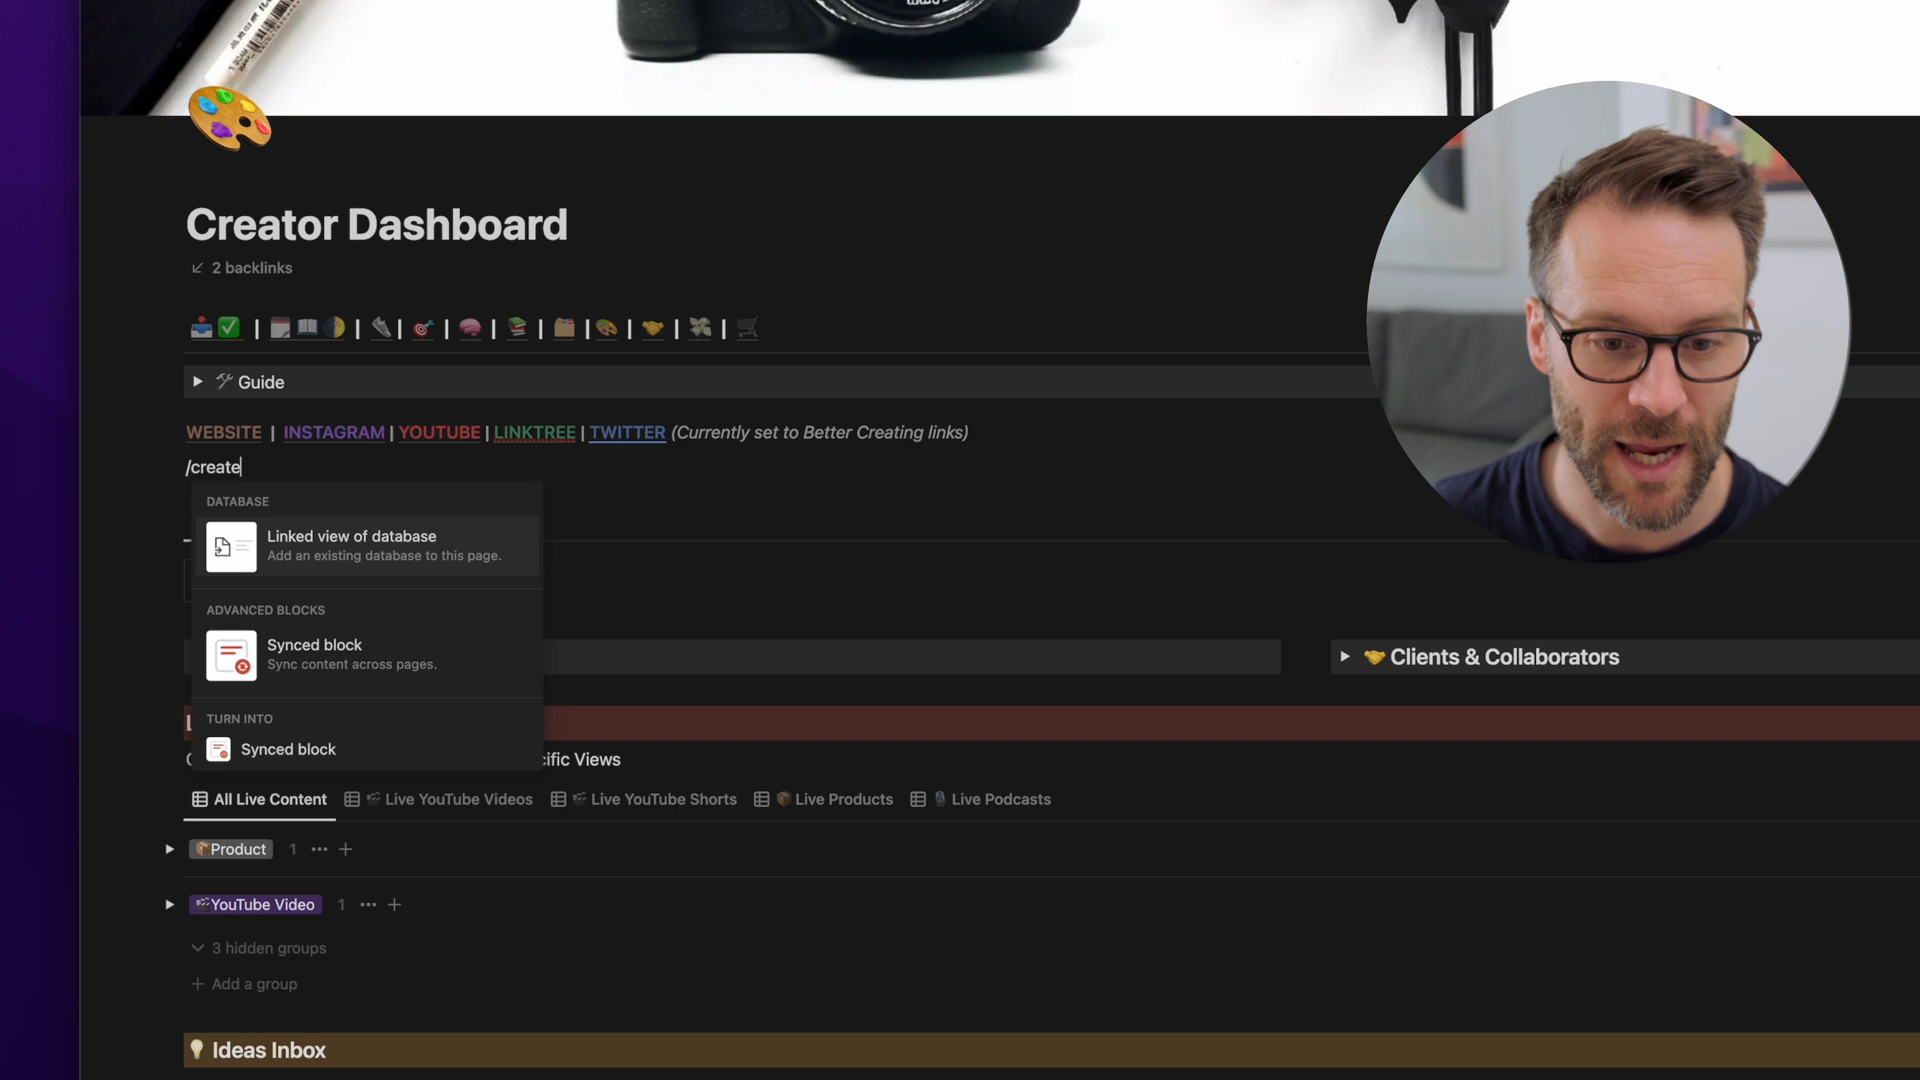 Creator Dashboard
2 backlinks
| | | | | | | | | |
Guide
WEBSITE | INSTAGRAM | YOUTUBE | LINKTREE | TWITTER (Currently set to Better Creating links)
/create
DATABASE
Linked view of database
Add an existing database to this page.
ADVANCED BLOCKS
Synced block
Sync content across pages.
Clients & Collaborators
TURN INTO
Synced block
ific Views
All Live Content Live YouTube Videos Live YouTube Shorts Live Products Live Podcasts
Product 1 ••• +
YouTube Video 1 ••• +
3 hidden groups
+ Add a group
Ideas Inbox